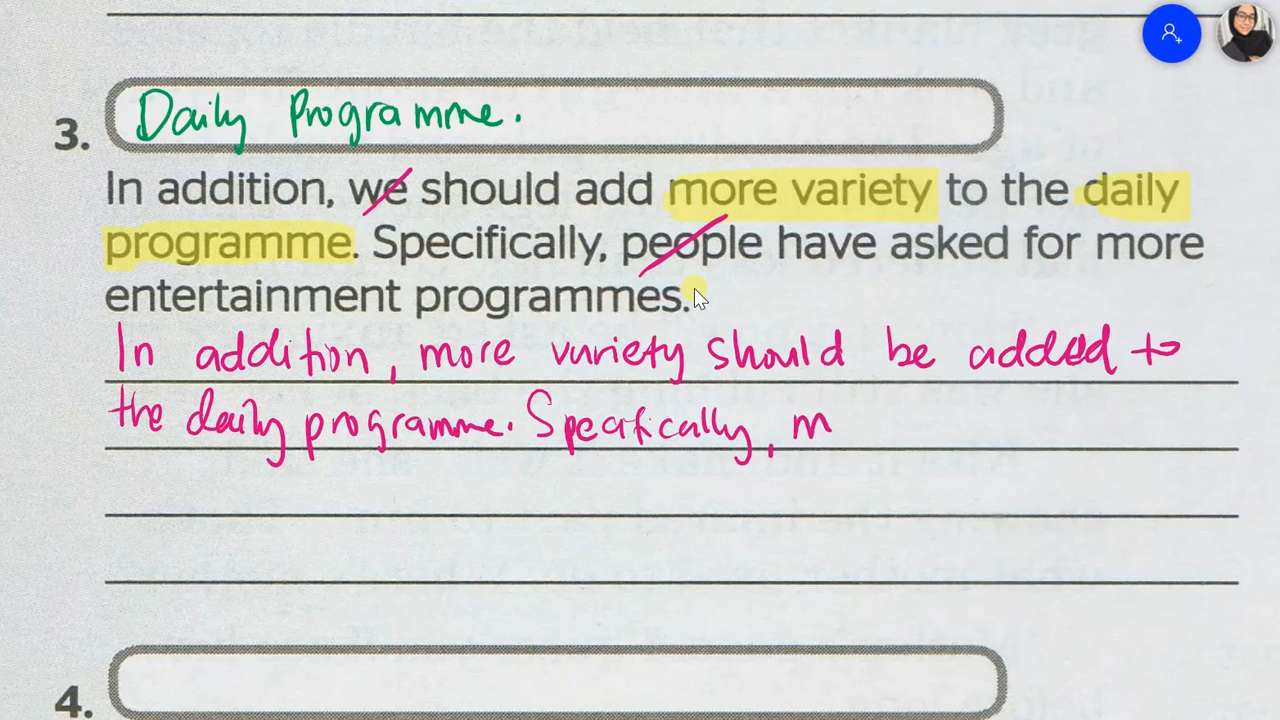 3. Daily Programme.
In addition, we should add more variety to the daily
programme. Specifically, people have asked for more
entertainment programmes.
In addition, more variety should be added to
the daily programme. Specifically, m
4.